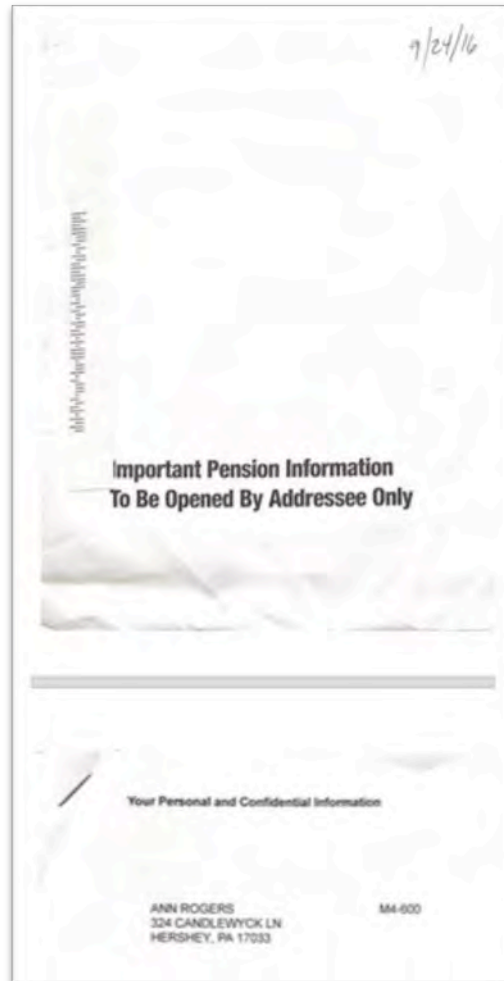 9/24/16
Important Pension Information
To Be Opened By Addressee Only
Your Personal and Confidential Information
ANN ROGERS M4-600
324 CANDLEWYCK LN
HERSHEY, PA 17033